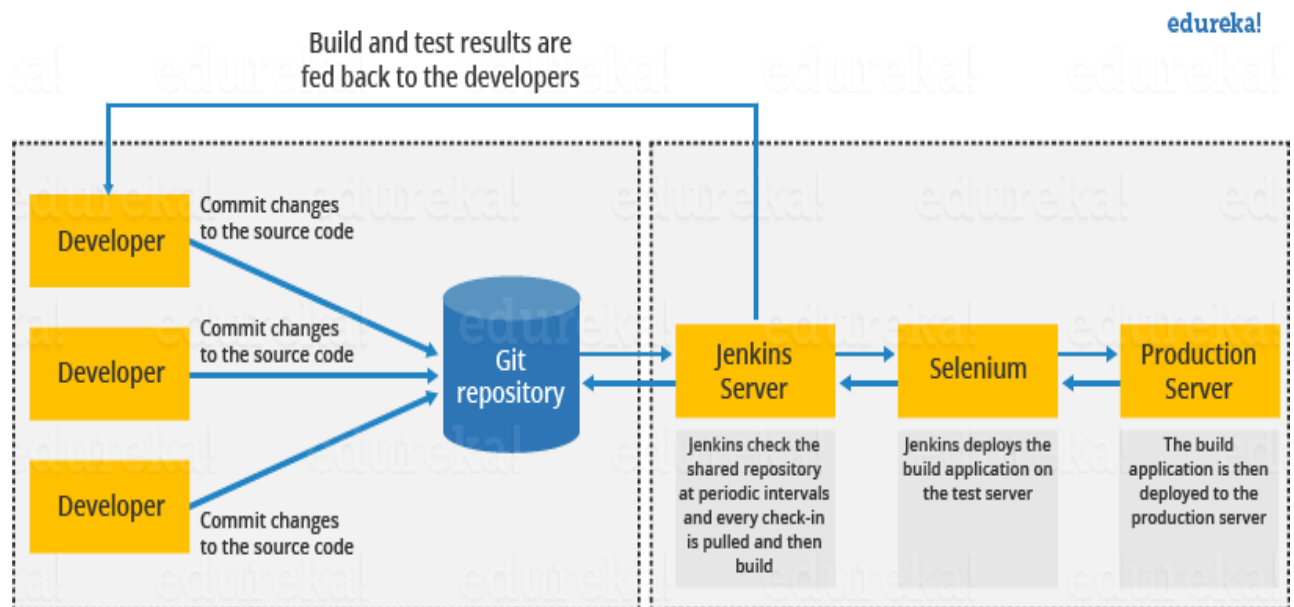 edureka!
Build and test results are
fed back to the developers
Developer
Commit changes
to the source code
Developer
Commit changes
to the source code
Developer
Commit changes
to the source code
Git
repository
Jenkins
Server
Jenkins check the
shared repository
at periodic intervals
and every check-in
is pulled and then
build
Selenium
Jenkins deploys the
build application on
the test server
Production
Server
The build
application is then
deployed to the
production server